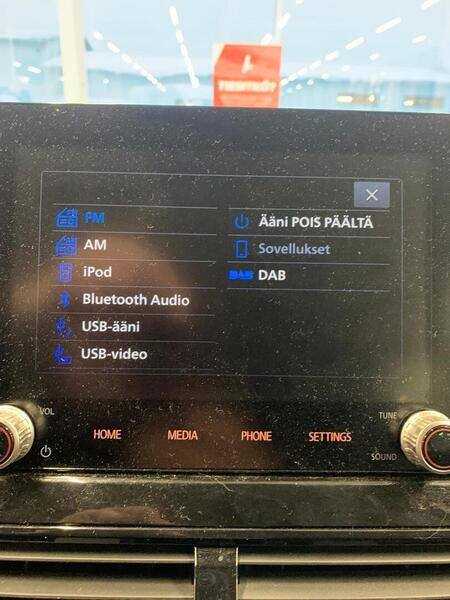 FM
AM
iPod
Bluetooth Audio
USB-ääni
USB-video
Ääni POIS PÄÄLTÄ
Sovellukset
DAB
VOL
TUNE
HOME
MEDIA
PHONE
SETTINGS
SOUND